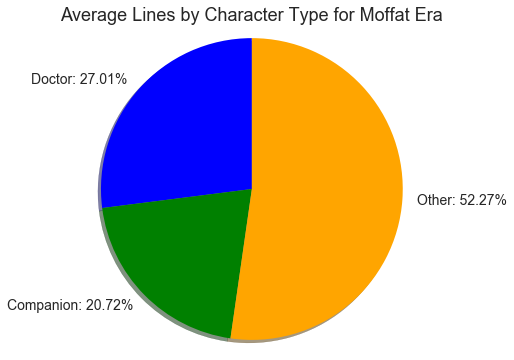 Average Lines by Character Type for Moffat Era
Doctor: 27.01%
Other: 52.27%
Companion: 20.72%